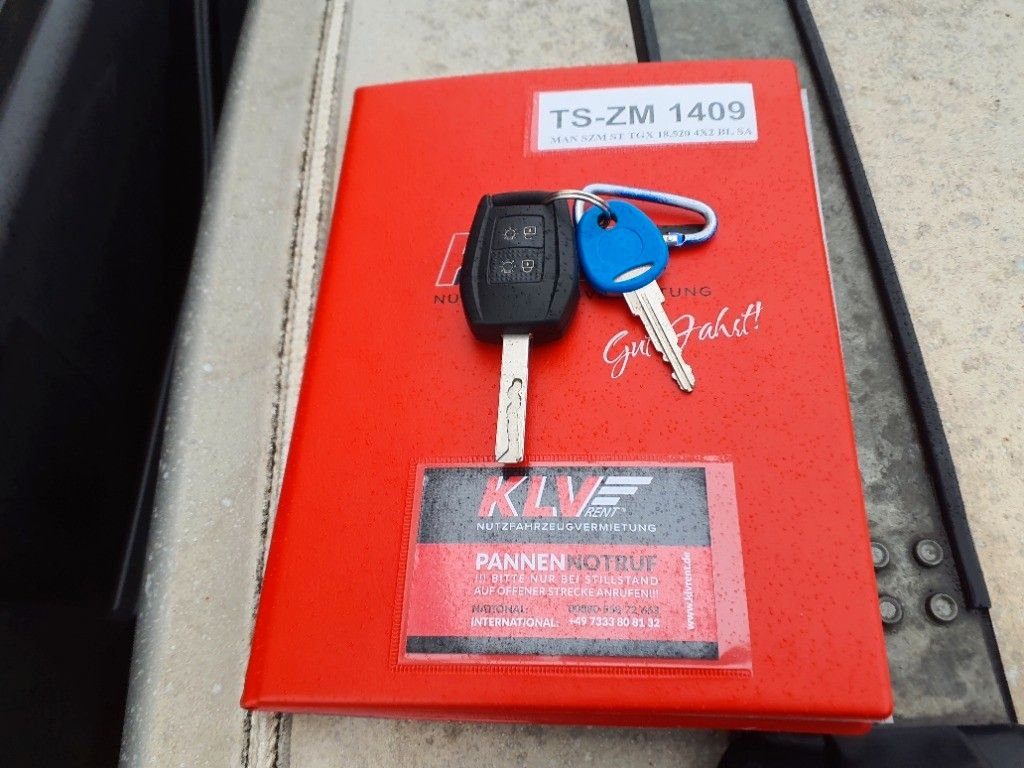 TS-ZM 1409
MAN SZM ST TGX 18.520 4X2 BL SA
Gute Fahrt!
KLV
RENT
NUTZFAHRZEUGVERMIETUNG
PANNENNOTRUF
!!! BITTE NUR BEI STILLSTAND
AUF OFFENER STRECKE ANRUFEN!!!
NATIONAL:
INTERNATIONAL: +49 7333 80 81 32
www.klvrent.de